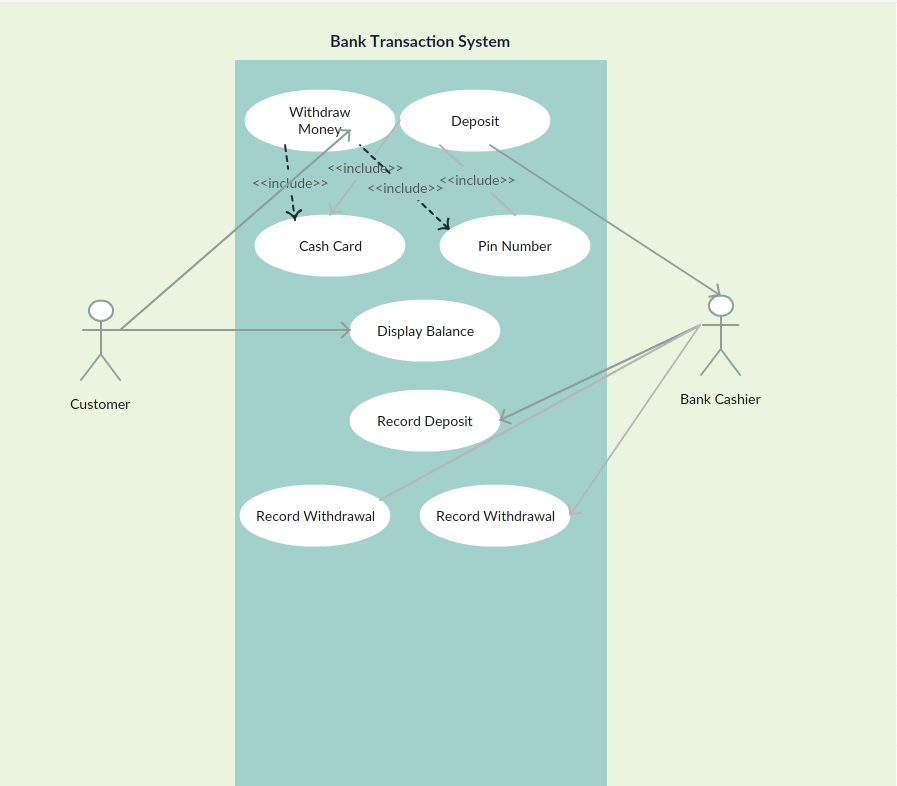 Bank Transaction System
Withdraw
Money
Deposit
<<include>>
<<include>>
<<include>>
<<include>>
Cash Card
Pin Number
Display Balance
Customer
Bank Cashier
Record Deposit
Record Withdrawal
Record Withdrawal